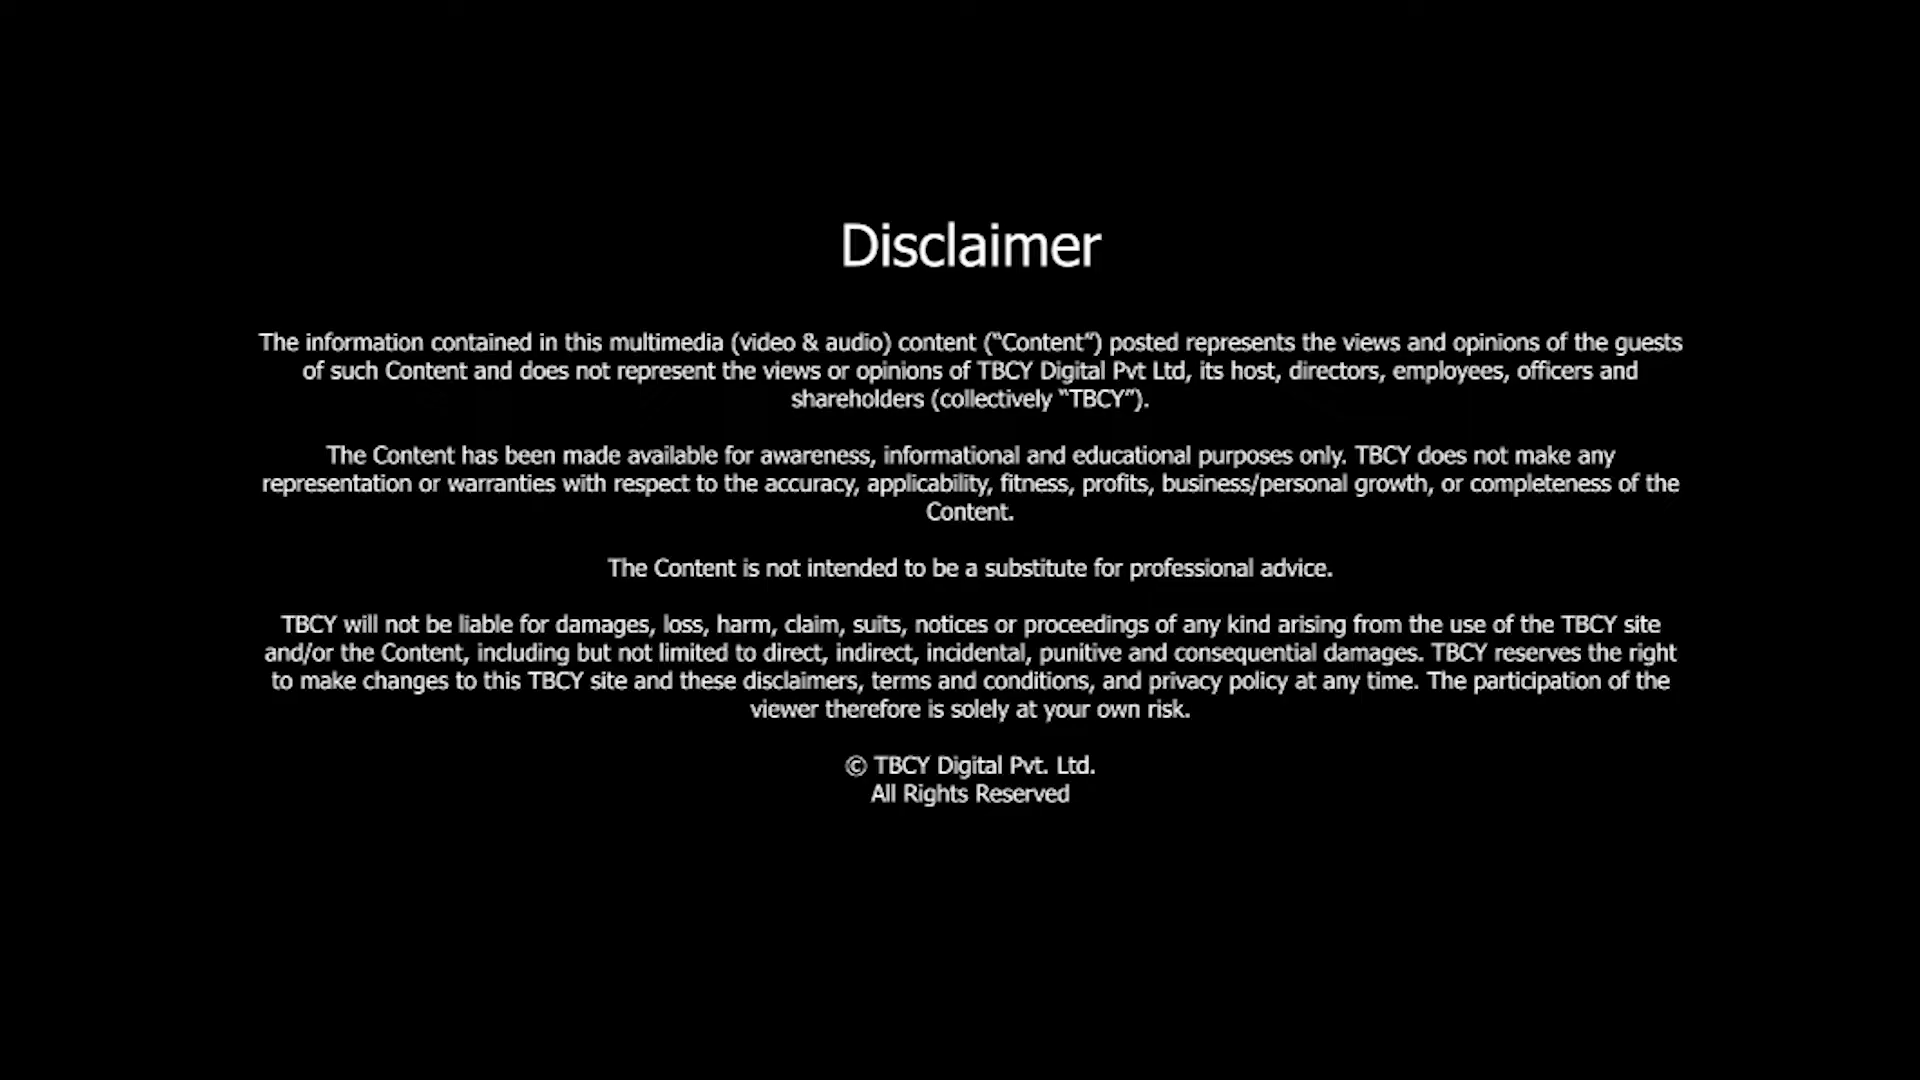 Disclaimer
The information contained in this multimedia (video & audio) content (“Content”) posted represents the views and opinions of the guests
of such Content and does not represent the views or opinions of TBCY Digital Pvt Ltd, its host, directors, employees, officers and
shareholders (collectively “TBCY”).
The Content has been made available for awareness, informational and educational purposes only. TBCY does not make any
representation or warranties with respect to the accuracy, applicability, fitness, profits, business/personal growth, or completeness of the
Content.
The Content is not intended to be a substitute for professional advice.
TBCY will not be liable for damages, loss, harm, claim, suits, notices or proceedings of any kind arising from the use of the TBCY site
and/or the Content, including but not limited to direct, indirect, incidental, punitive and consequential damages. TBCY reserves the right
to make changes to this TBCY site and these disclaimers, terms and conditions, and privacy policy at any time. The participation of the
viewer therefore is solely at your own risk.
© TBCY Digital Pvt. Ltd.
All Rights Reserved